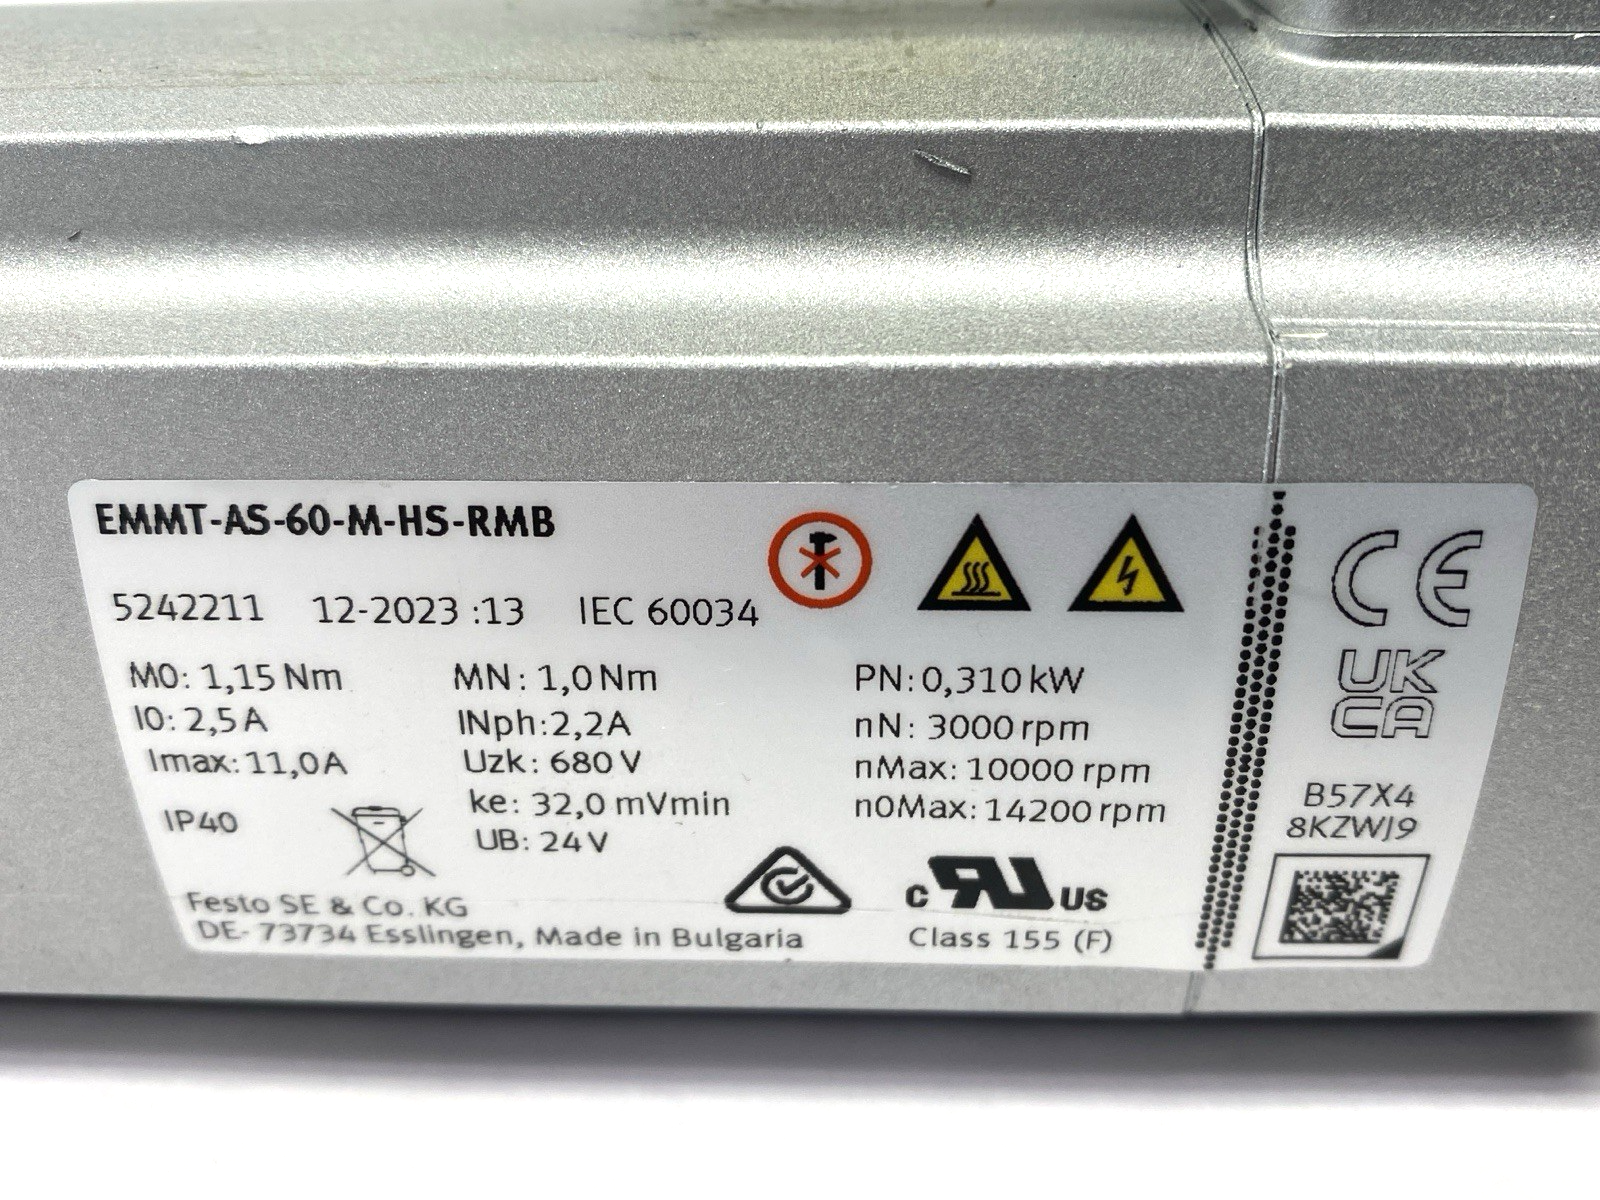 EMMT-AS-60-M-HS-RMB
5242211 12-2023 :13 IEC 60034
M0: 1,15 Nm MN: 1,0 Nm PN: 0,310 kW
I0: 2,5 A INph: 2,2A nN: 3000 rpm
Imax: 11,0A Uzk: 680 V nMax: 10000 rpm
ke: 32,0 mVmin n0Max: 14200 rpm
IP40 UB: 24 V
Festo SE & Co. KG
DE- 73734 Esslingen, Made in Bulgaria
c RU US
Class 155 (F)
CE
UK
CA
B57X4
8KZWJ9